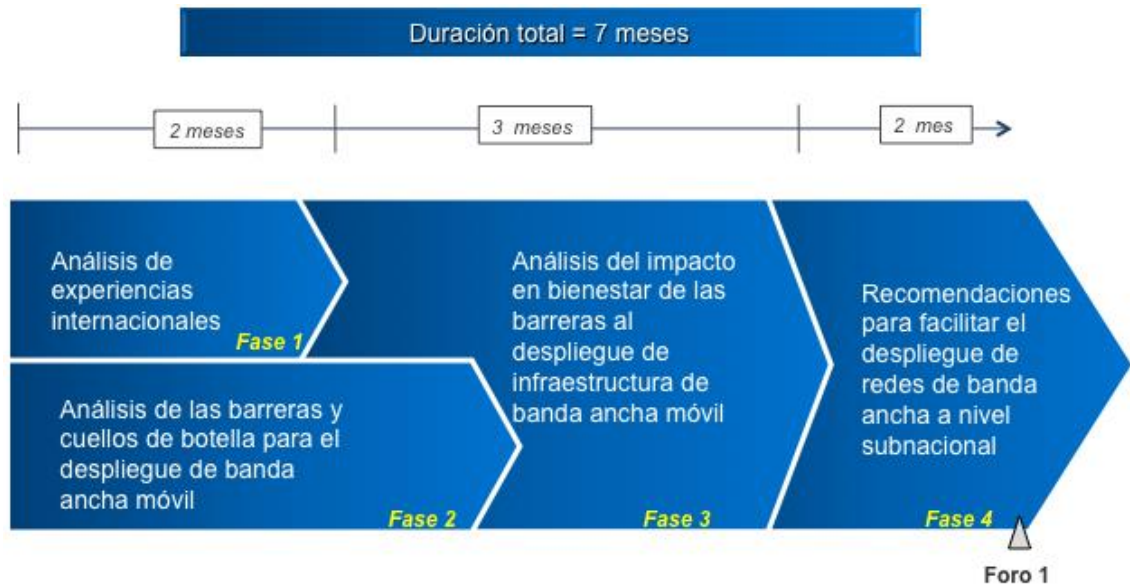 Duración total = 7 meses
2 meses
3 meses
2 mes
Análisis de
experiencias
internacionales
Fase 1
Análisis de las barreras y
cuellos de botella para el
despliegue de banda
ancha móvil
Fase 2
Análisis del impacto
en bienestar de las
barreras al
despliegue de
infraestructura de
banda ancha móvil
Fase 3
Recomendaciones
para facilitar el
despliegue de
redes de banda
ancha a nivel
subnacional
Fase 4
Foro 1